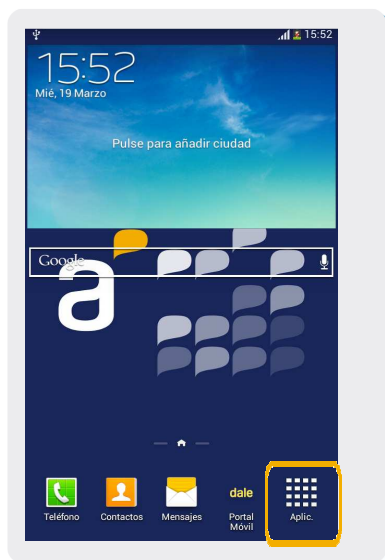 15:52
15:52
Mié, 19 Marzo
Pulse para añadir ciudad
Google
a
dale
Teléfono
Contactos
Mensajes
Portal
Móvil
Aplic.